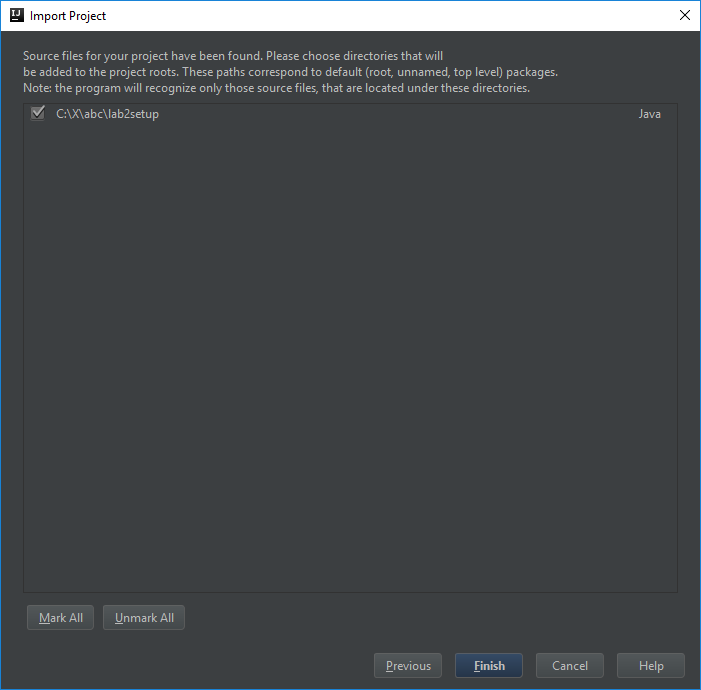 IJ Import Project
Source files for your project have been found. Please choose directories that will
be added to the project roots. These paths correspond to default (root, unnamed, top level) packages.
Note: the program will recognize only those source files, that are located under these directories.
C:\X\abc\lab2setup Java
Mark All Unmark All
Previous Finish Cancel Help